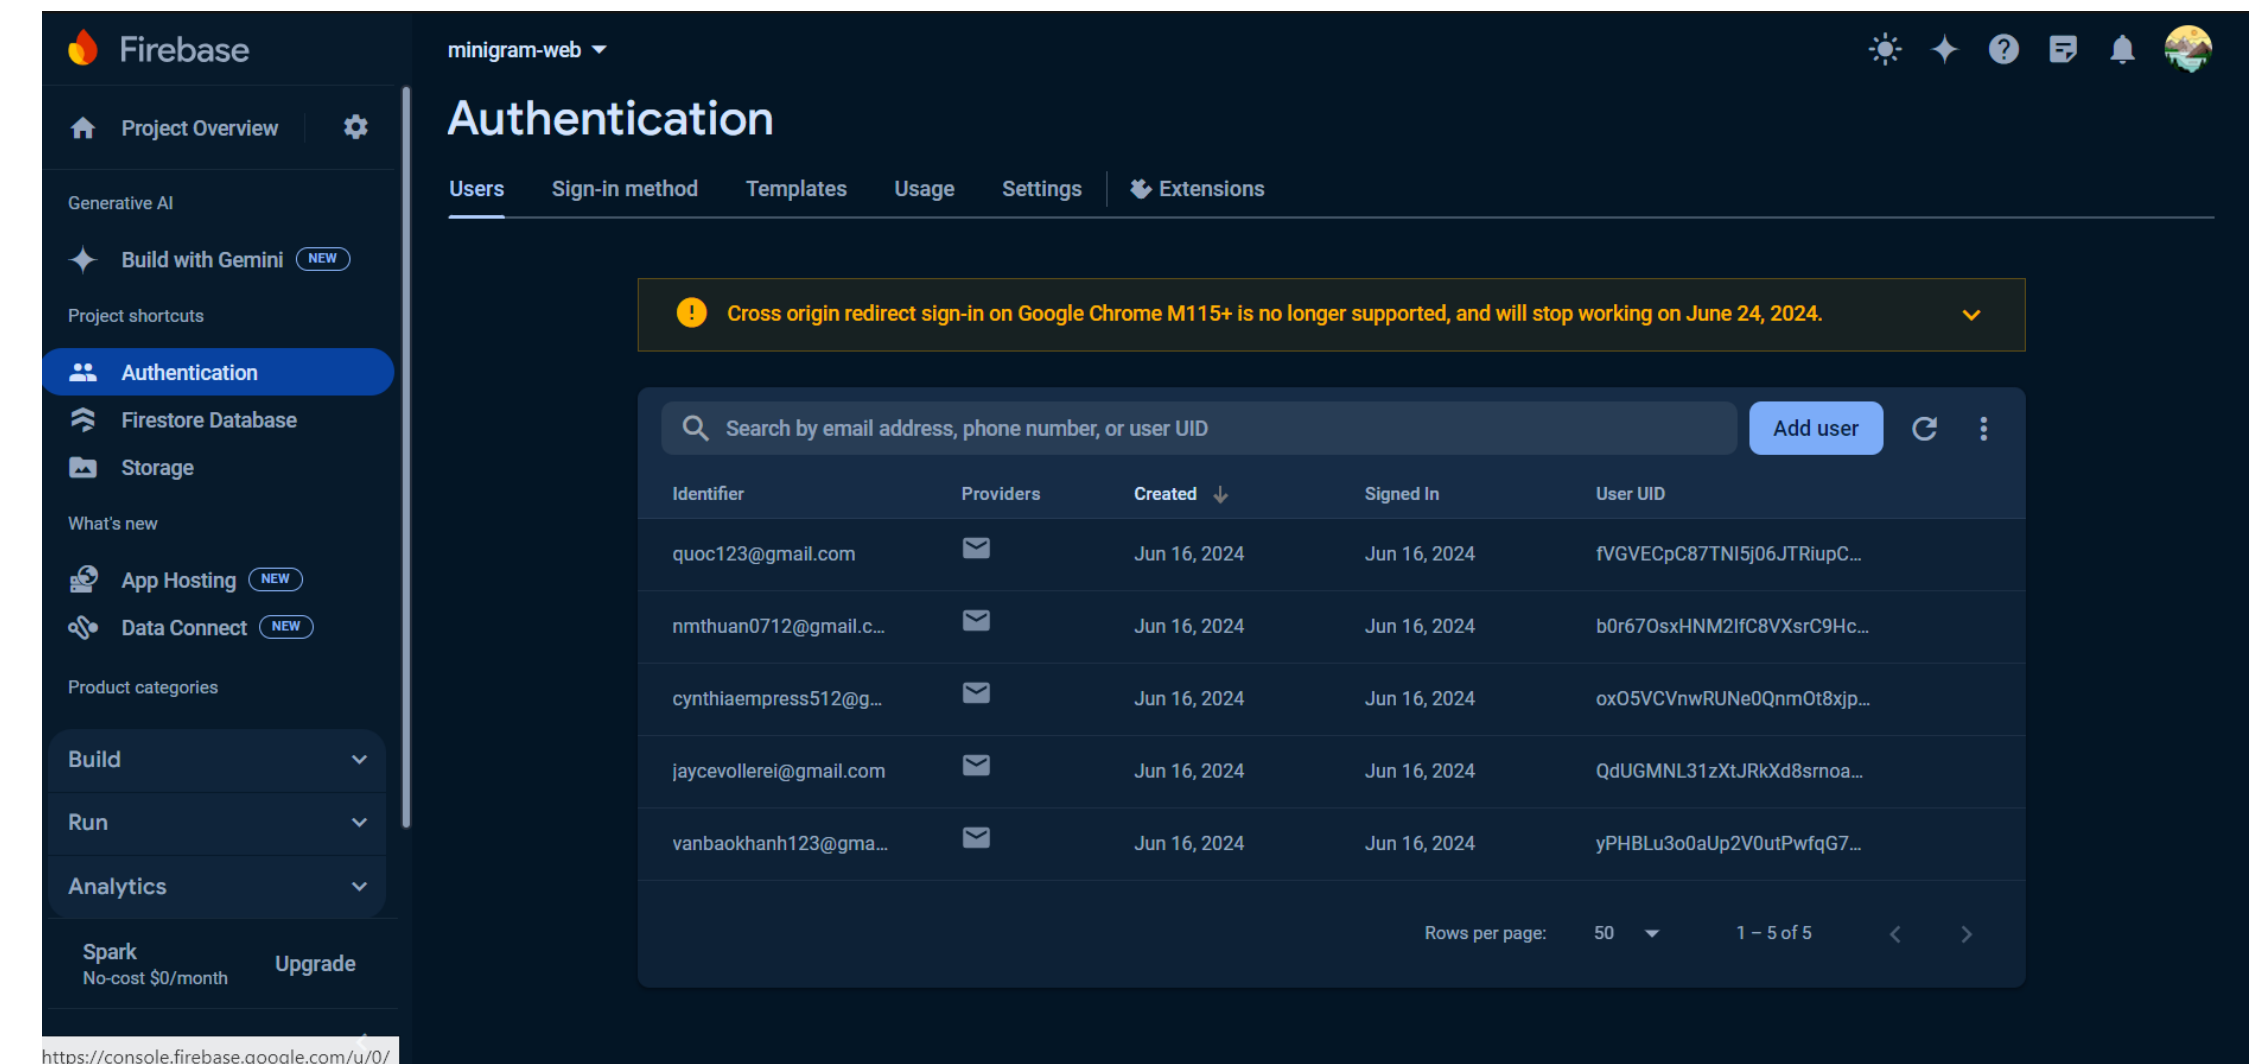 Firebase
minigram-web
Project Overview
Authentication
Users Sign-in method Templates Usage Settings Extensions
Generative AI
Build with Gemini NEW
Project shortcuts
Authentication
Firestore Database
Storage
What's new
App Hosting NEW
Data Connect NEW
Product categories
Build
Run
Analytics
Spark
No-cost $0/month
Upgrade
https://console.firebase.google.com/u/0/
Cross origin redirect sign-in on Google Chrome M115+ is no longer supported, and will stop working on June 24, 2024.
Search by email address, phone number, or user UID
Add user
Identifier Providers Created Signed In User UID
quoc123@gmail.com Jun 16, 2024 Jun 16, 2024 fVGVECpC87TNI5j06JTRiupC...
nmthuan0712@gmail.c... Jun 16, 2024 Jun 16, 2024 b0r67OsxHNM2IfC8VXsrC9Hc...
cynthiaempress512@g... Jun 16, 2024 Jun 16, 2024 oxO5VCVnwRUNe0QnmOt8xjp...
jaycevollerei@gmail.com Jun 16, 2024 Jun 16, 2024 QdUGMNL31zXtJRkXd8srnoa...
vanbaokhanh123@gma... Jun 16, 2024 Jun 16, 2024 yPHBLu3o0aUp2V0utPwfqG7...
Rows per page: 50 1 – 5 of 5